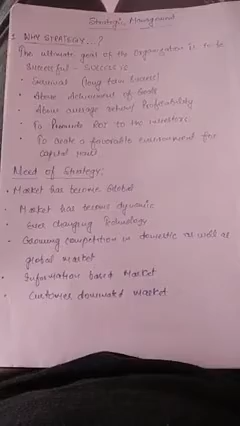 Strategic Management
1. WHY STRATEGY...?
The ultimate goal of the Organization is to be
Successful - Success is
- Survival (long term success)
- Above Achievement of Goals
- Above average return/Profitability
- To Provide ROI to the investors.
- To create a favorable environment for
Capital
Need of Strategy:
- Market has become Global
- Market has become dynamic
- Ever changing Technology
- Growing competition in domestic as well as
global market
- Information based Market
- Customer dominated market